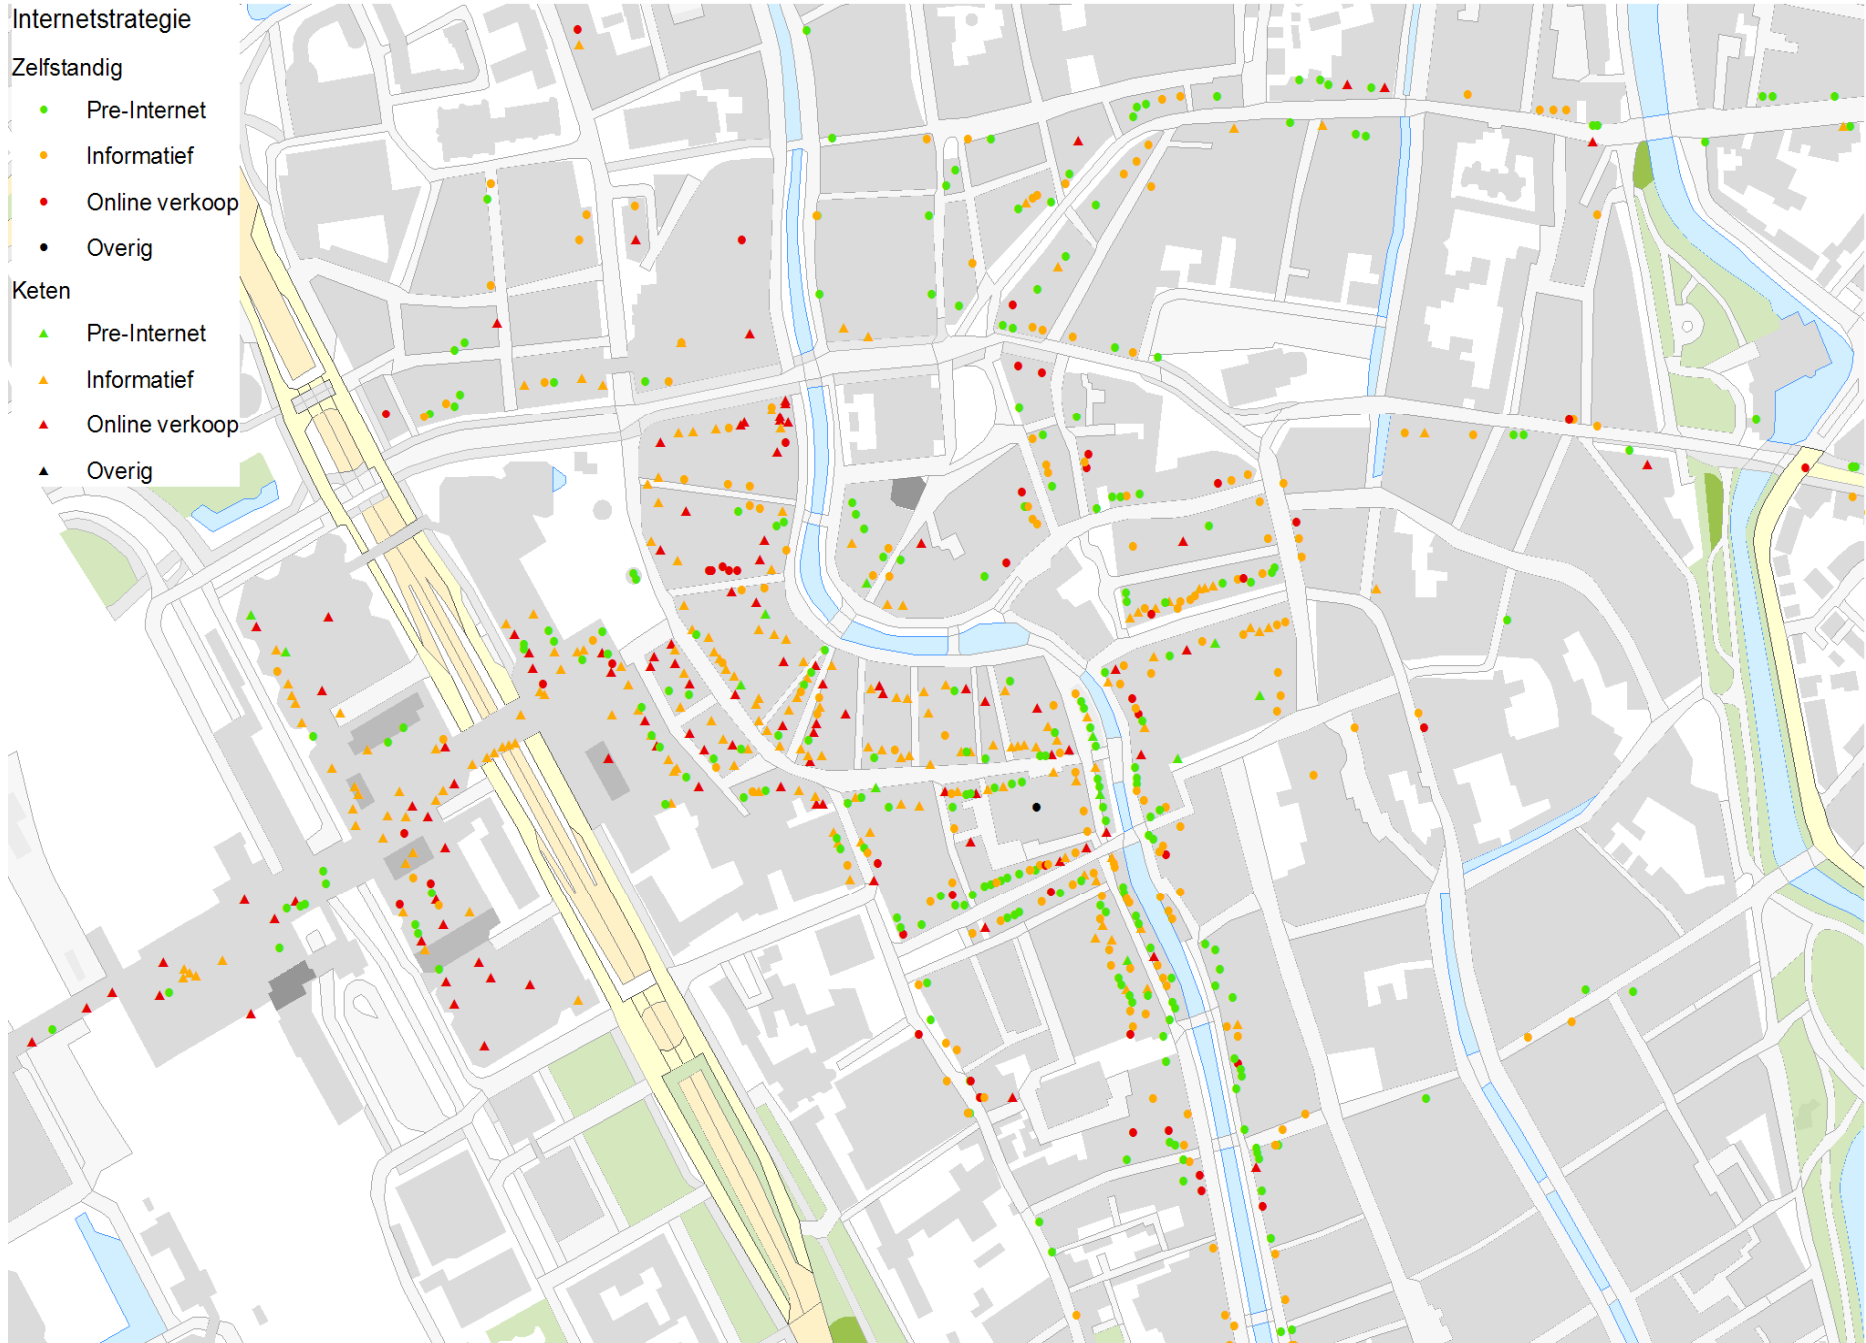 Internetstrategie
Zelfstandig
Pre-Internet
Informatief
Online verkoop
Overig
Keten
Pre-Internet
Informatief
Online verkoop
Overig